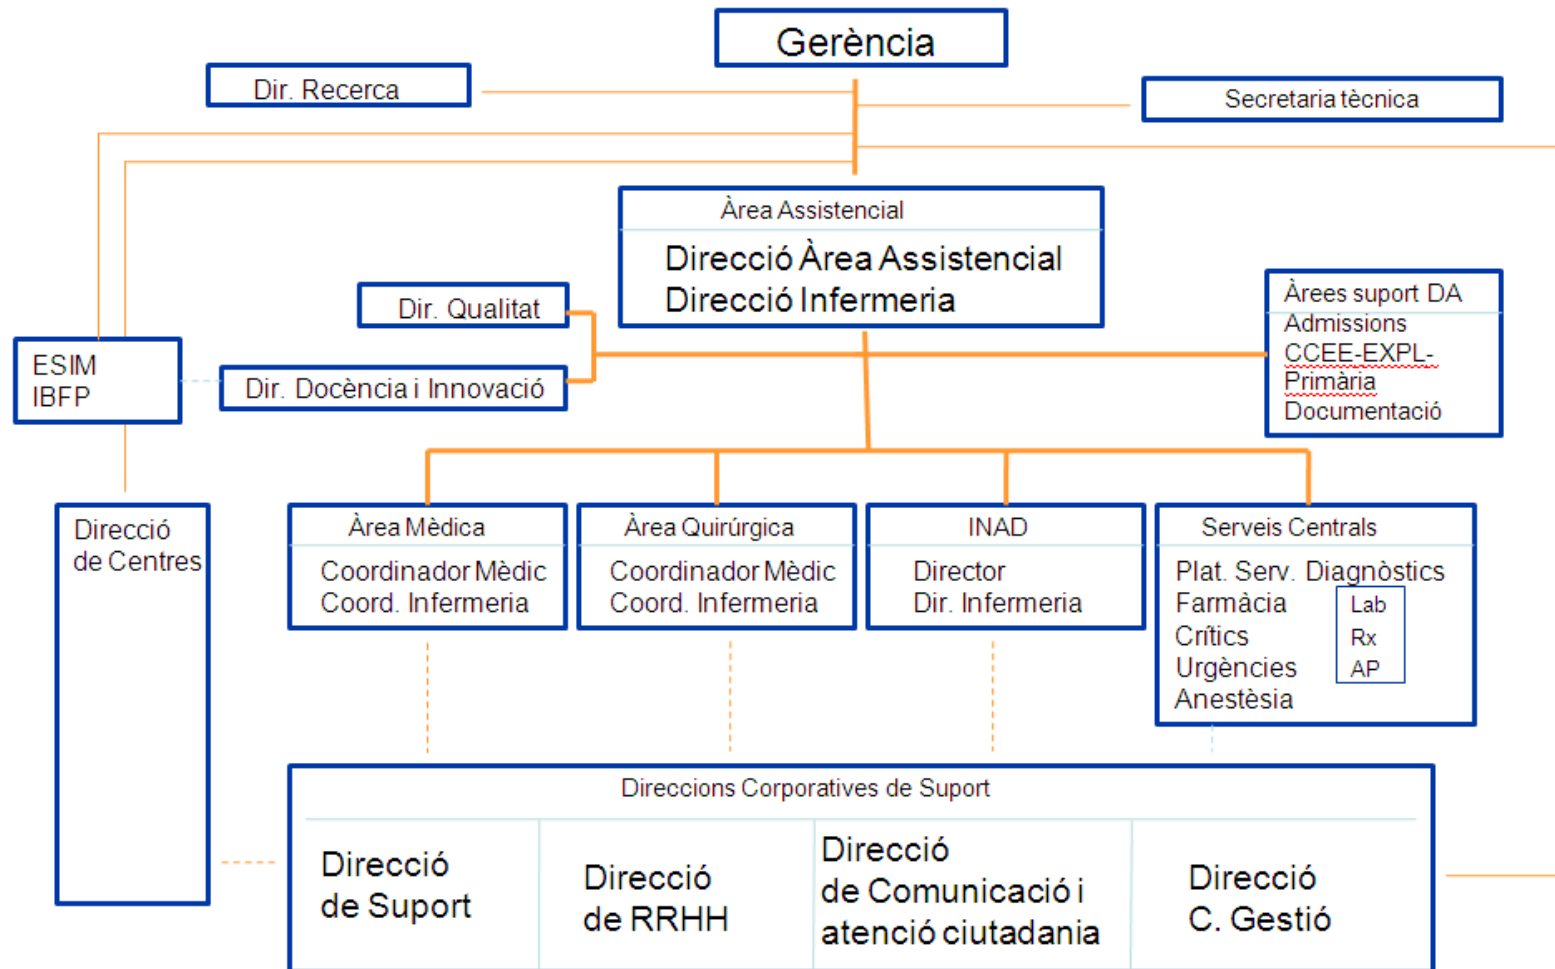 Gerència
Dir. Recerca
Secretaria tècnica
Àrea Assistencial
Direcció Àrea Assistencial
Direcció Infermeria
Dir. Qualitat
Dir. Docència i Innovació
Àrees suport DA
Admissions
CCEE-EXPL-
Primària
Documentació
ESIM
IBFP
Direcció
de Centres
Àrea Mèdica
Coordinador Mèdic
Coord. Infermeria
Àrea Quirúrgica
Coordinador Mèdic
Coord. Infermeria
INAD
Director
Dir. Infermeria
Serveis Centrals
Plat. Serv. Diagnòstics
Farmàcia
Crítics
Urgències
Anestèsia
Lab
Rx
AP
Direccions Corporatives de Suport
Direcció
de Suport
Direcció
de RRHH
Direcció
de Comunicació i
atenció ciutadania
Direcció
C. Gestió